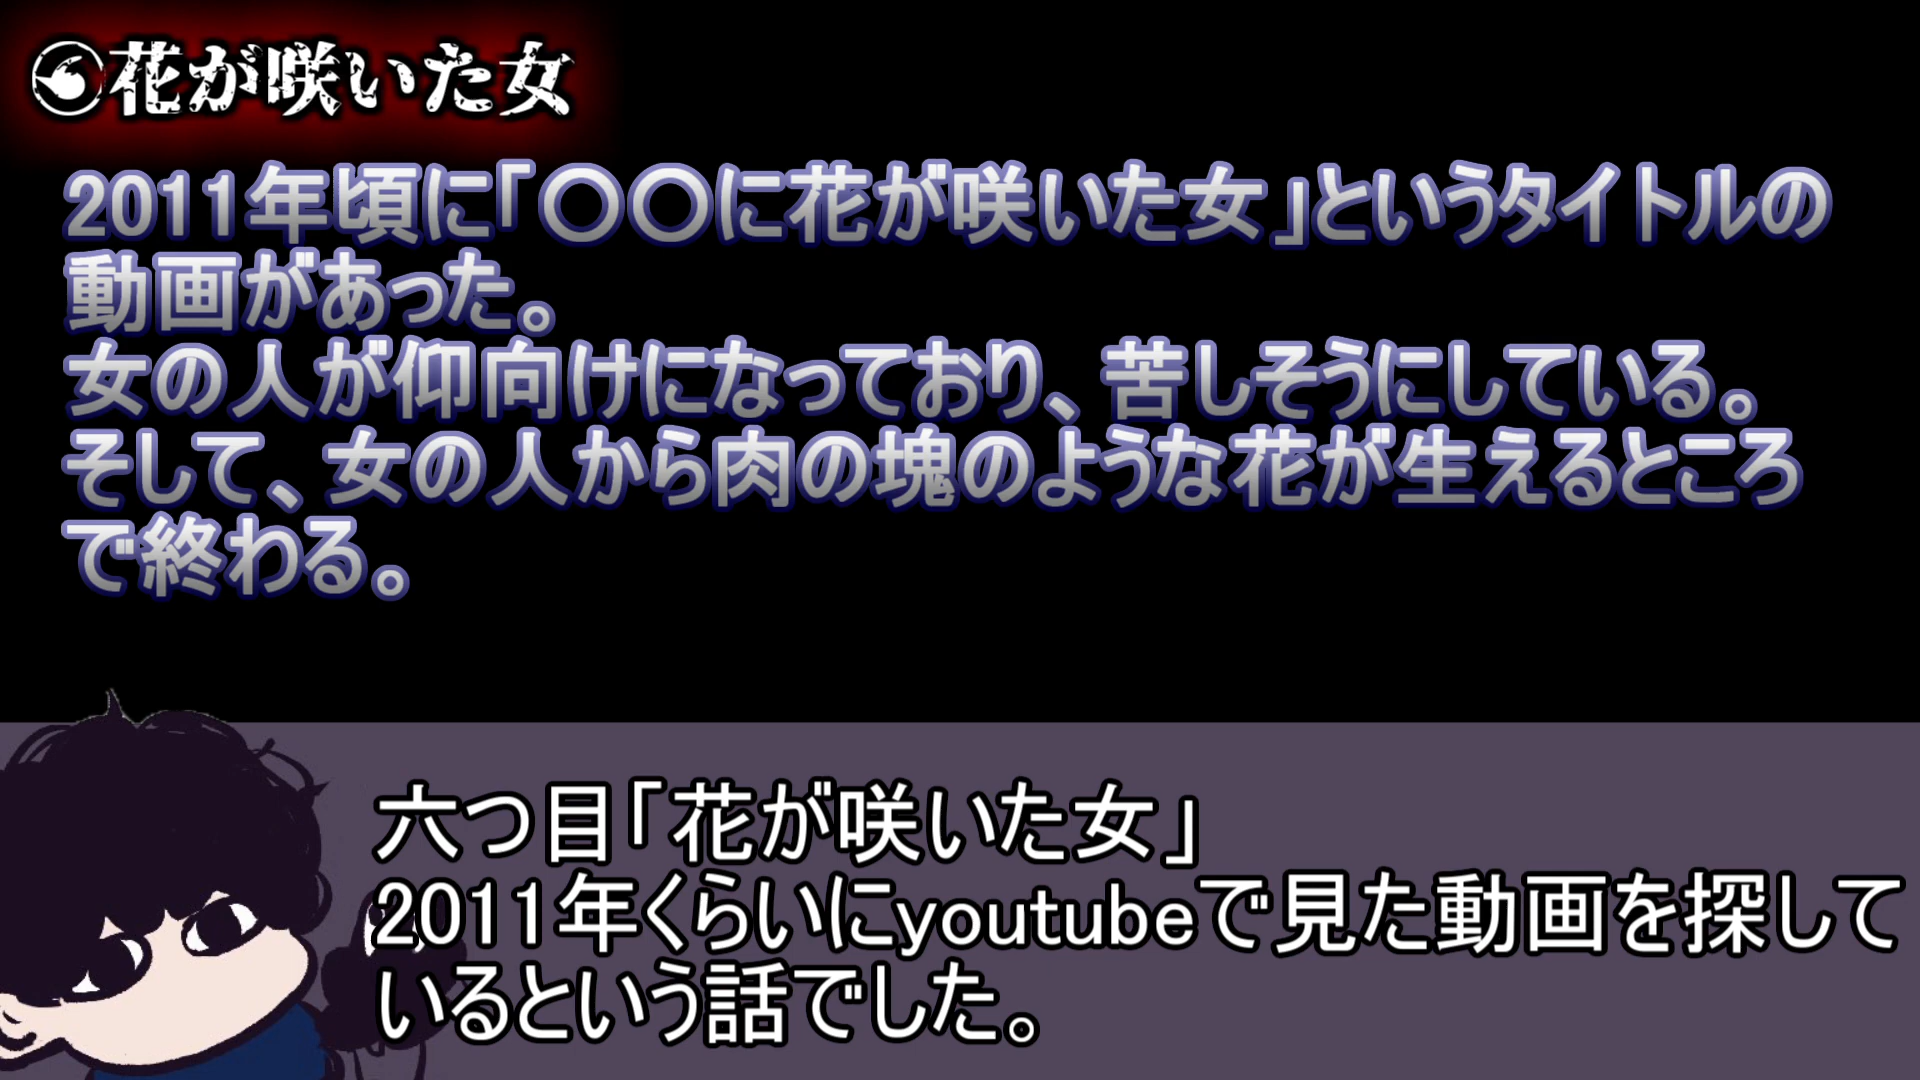 花が咲いた女
2011年頃に「〇〇に花が咲いた女」というタイトルの
動画があった。
女の人が仰向けになっており、苦しそうにしている。
そして、女の人から肉の塊のような花が生えるところ
で終わる。
六つ目「花が咲いた女」
2011年くらいにyoutubeで見た動画を探して
いるという話でした。